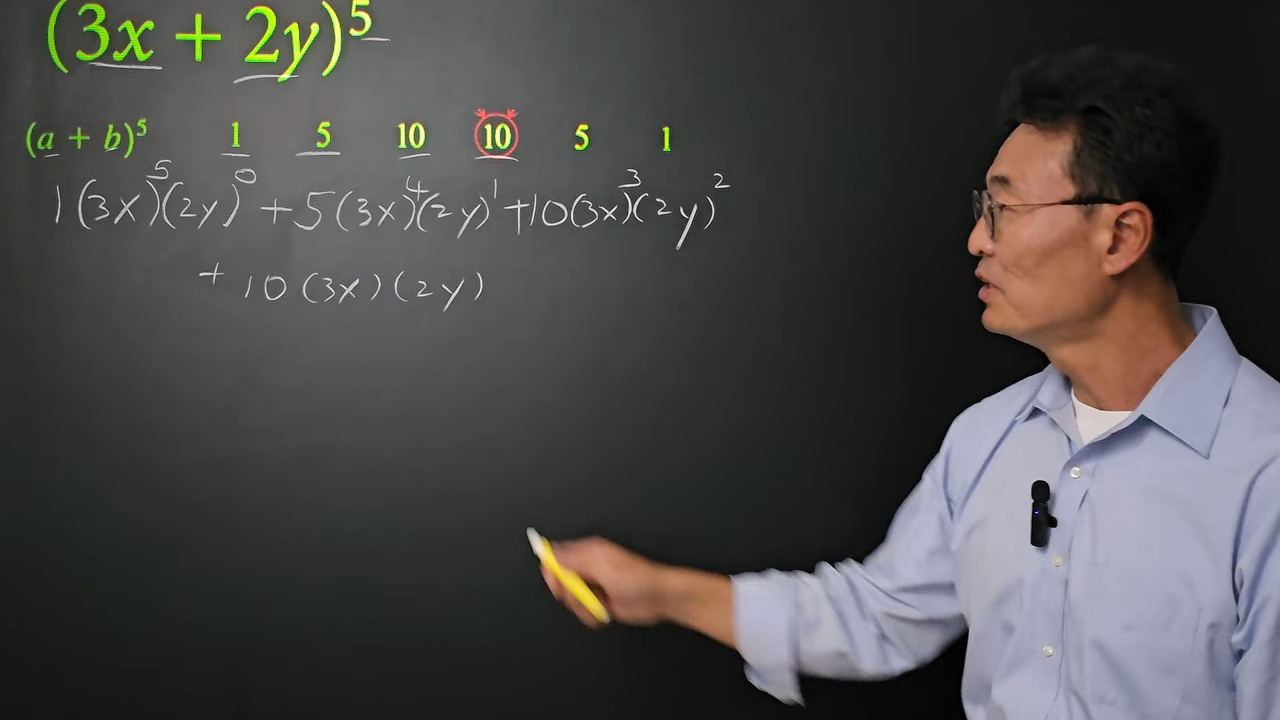 (3x + 2y)⁵
(a + b)⁵ 1 5 10 10 5 1
1(3x)⁵(2y)⁰ + 5(3x)⁴(2y)¹ + 10(3x)³(2y)²
+ 10(3x)(2y)